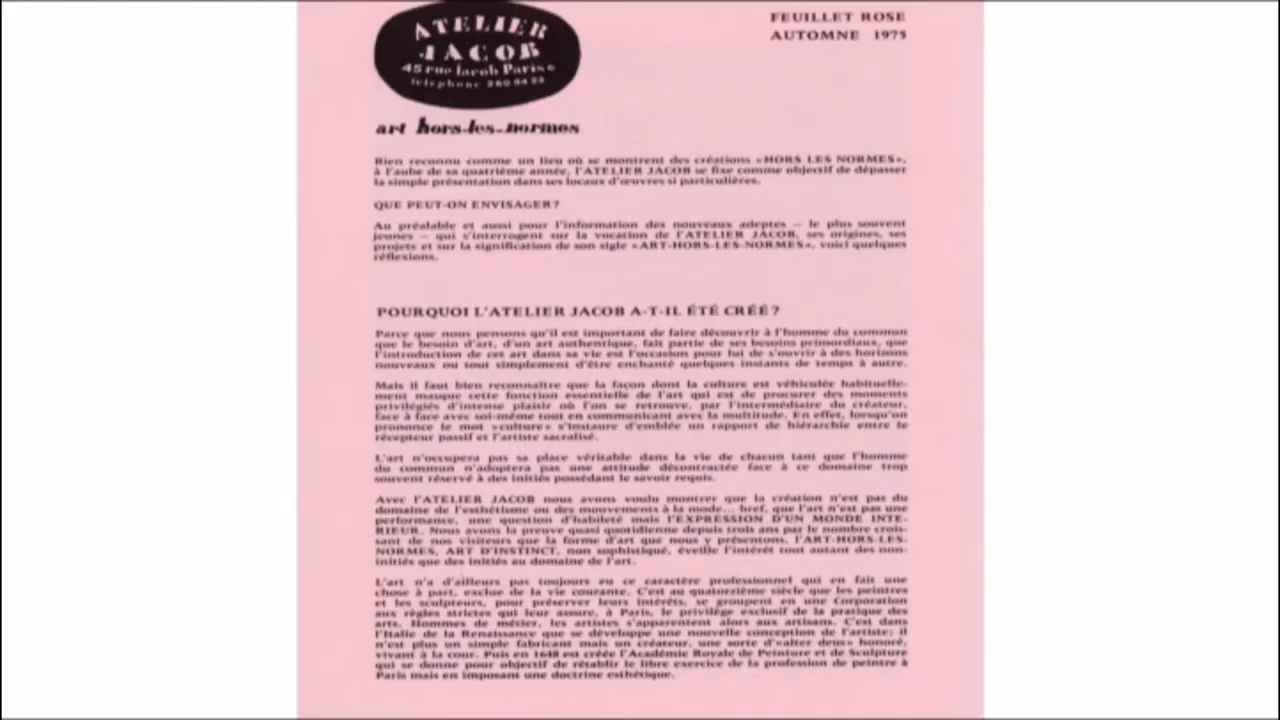 ATELIER
JACOB
45 rue Jacob Paris 6
telephone 260 84 22
FEUILLET ROSE
AUTOMNE 1975
art hors-les-normes
Bien reconnu comme un lieu où se montrent des créations «HORS LES NORMES»,
à l'aube de sa quatrième année, l'ATELIER JACOB se fixe comme objectif de dépasser
la simple présentation dans ses locaux d'œuvres si particulières.
QUE PEUT-ON ENVISAGER?
Au préalable et aussi pour l'information des nouveaux adeptes — le plus souvent
jeunes — qui s'interrogent sur la vocation de l'ATELIER JACOB, ses origines, ses
projets et sur la signification de son sigle «ART-HORS-LES-NORMES», voici quelques
réflexions.
POURQUOI L'ATELIER JACOB A-T-IL ÉTÉ CRÉÉ?
Parce que nous pensons qu'il est important de faire découvrir à l'homme du commun
que le besoin d'art, d'un art authentique, fait partie de ses besoins primordiaux, que
l'introduction de cet art dans sa vie est l'occasion pour lui de s'ouvrir à des horizons
nouveaux ou tout simplement d'être enchanté quelques instants de temps à autre.
Mais il faut bien reconnaître que la façon dont la culture est véhiculée habituelle-
ment masque cette fonction essentielle de l'art qui est de procurer des moments
privilégiés d'intense plaisir où l'on se retrouve, par l'intermédiaire du créateur,
face à face avec soi-même tout en communicant avec la multitude. En effet, lorsqu'on
prononce le mot «culture» s'instaure d'emblée un rapport de hiérarchie entre le
récepteur passif et l'artiste sacralisé.
L'art n'occupera pas sa place véritable dans la vie de chacun tant que l'homme
du commun n'adoptera pas une attitude décontractée face à ce domaine trop
souvent réservé à des initiés possédant le savoir requis.
Avec l'ATELIER JACOB nous avons voulu montrer que la création n'est pas du
domaine de l'esthétisme ou des mouvements à la mode... bref, que l'art n'est pas une
performance, une question d'habileté mais l'EXPRESSION D'UN MONDE INTE-
RIEUR. Nous avons la preuve quasi quotidienne depuis trois ans par le nombre crois-
sant de nos visiteurs que la forme d'art que nous y présentons, l'ART-HORS-LES-
NORMES, ART D'INSTINCT, non sophistiqué, éveille l'intérêt tout autant des non-
initiés que des initiés au domaine de l'art.
L'art n'a d'ailleurs pas toujours eu ce caractère professionnel qui en fait une
chose à part, exclue de la vie courante. C'est au quatorzième siècle que les peintres
et les sculpteurs, pour préserver leurs intérêts, se groupent en une Corporation
aux règles strictes qui leur assure, à Paris, le privilège exclusif de la pratique des
arts. Hommes de métier, les artistes s'apparentent alors aux artisans. C'est dans
l'Italie de la Renaissance que se développe une nouvelle conception de l'artiste; il
n'est plus un simple fabricant mais un créateur, une sorte d'«alter deus» honoré,
vivant à la cour. Puis en 1648 est créée l'Académie Royale de Peinture et de Sculpture
qui se donne pour objectif de rétablir le libre exercice de la profession de peintre à
Paris mais en imposant une doctrine esthétique.